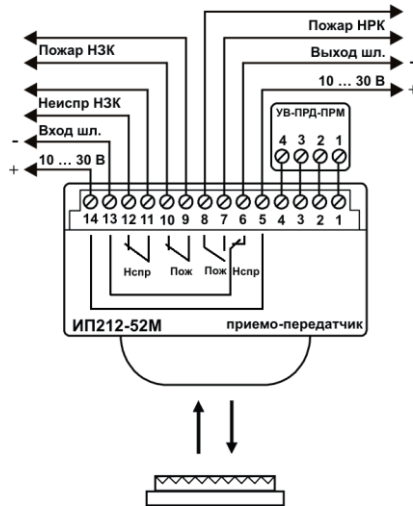 Пожар НРК
Пожар НЗК
Выход шл. -
10 ... 30 В +
Неиспр НЗК
- Вход шл.
+ 10 ... 30 В
УВ-ПРД-ПРМ
4 3 2 1
14 13 12 11 10 9 8 7 6 5 4 3 2 1
Нспр Пож Пож Нспр
ИП212-52М приемо-передатчик